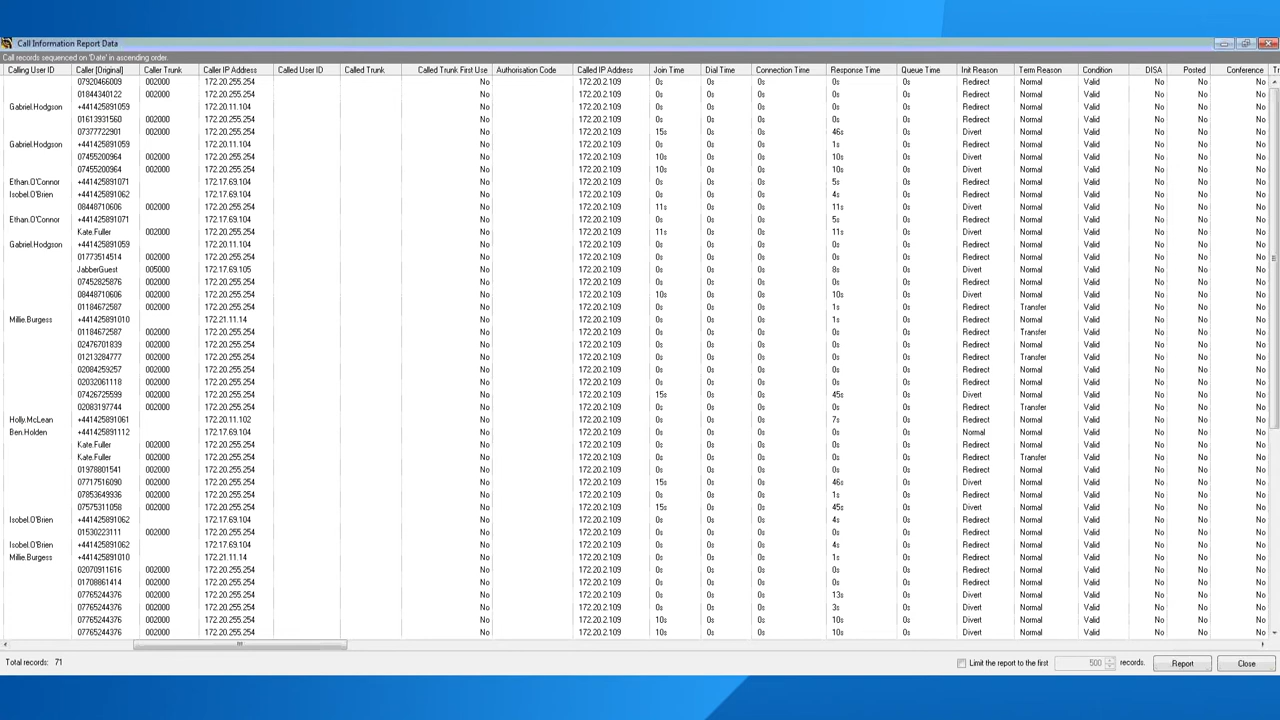 Call Information Report Data
Call records sequenced on 'Date' in ascending order.
Calling User ID Caller [Original] Caller Trunk Caller IP Address Called User ID Called Trunk Called Trunk First Use Authorisation Code Called IP Address Join Time Dial Time Connection Time Response Time Queue Time Init Reason Term Reason Condition DISA Posted Conference Tr
07920466009 002000 172.20.255.254 No 172.20.2.109 0s 0s 0s 0s 0s Redirect Normal Valid No No No
01844340122 002000 172.20.255.254 No 172.20.2.109 0s 0s 0s 0s 0s Redirect Normal Valid No No No
Gabriel.Hodgson +441425891059 172.20.11.104 No 172.20.2.109 0s 0s 0s 0s 0s Redirect Normal Valid No No No
01613931560 002000 172.20.255.254 No 172.20.2.109 0s 0s 0s 0s 0s Redirect Normal Valid No No No
07377722901 002000 172.20.255.254 No 172.20.2.109 15s 0s 0s 46s 0s Divert Normal Valid No No No
Gabriel.Hodgson +441425891059 172.20.11.104 No 172.20.2.109 0s 0s 0s 1s 0s Redirect Normal Valid No No No
07455200964 002000 172.20.255.254 No 172.20.2.109 10s 0s 0s 10s 0s Divert Normal Valid No No No
07455200964 002000 172.20.255.254 No 172.20.2.109 10s 0s 0s 10s 0s Divert Normal Valid No No No
Ethan.O'Connor +441425891071 172.17.69.104 No 172.20.2.109 0s 0s 0s 5s 0s Redirect Normal Valid No No No
Isobel.O'Brien +441425891062 172.17.69.104 No 172.20.2.109 0s 0s 0s 4s 0s Redirect Normal Valid No No No
08448710606 002000 172.20.255.254 No 172.20.2.109 11s 0s 0s 11s 0s Divert Normal Valid No No No
Ethan.O'Connor +441425891071 172.17.69.104 No 172.20.2.109 0s 0s 0s 5s 0s Redirect Normal Valid No No No
Kate.Fuller 002000 172.20.255.254 No 172.20.2.109 11s 0s 0s 11s 0s Divert Normal Valid No No No
Gabriel.Hodgson +441425891059 172.20.11.104 No 172.20.2.109 0s 0s 0s 0s 0s Redirect Normal Valid No No No
01773514514 002000 172.20.255.254 No 172.20.2.109 0s 0s 0s 0s 0s Redirect Normal Valid No No No
JabberGuest 005000 172.17.69.105 No 172.20.2.109 0s 0s 0s 8s 0s Redirect Normal Valid No No No
07452825876 002000 172.20.255.254 No 172.20.2.109 0s 0s 0s 0s 0s Redirect Normal Valid No No No
08448710606 002000 172.20.255.254 No 172.20.2.109 10s 0s 0s 10s 0s Divert Normal Valid No No No
01184672587 002000 172.20.255.254 No 172.20.2.109 0s 0s 0s 1s 0s Redirect Transfer Valid No No No
Millie.Burgess +441425891010 172.21.11.14 No 172.20.2.109 0s 0s 0s 1s 0s Redirect Normal Valid No No No
01184672587 002000 172.20.255.254 No 172.20.2.109 0s 0s 0s 0s 0s Redirect Transfer Valid No No No
02476701839 002000 172.20.255.254 No 172.20.2.109 0s 0s 0s 0s 0s Redirect Normal Valid No No No
01213284777 002000 172.20.255.254 No 172.20.2.109 0s 0s 0s 0s 0s Redirect Transfer Valid No No No
02084259257 002000 172.20.255.254 No 172.20.2.109 0s 0s 0s 0s 0s Redirect Normal Valid No No No
02032061118 002000 172.20.255.254 No 172.20.2.109 0s 0s 0s 0s 0s Redirect Normal Valid No No No
07426725599 002000 172.20.255.254 No 172.20.2.109 15s 0s 0s 45s 0s Divert Normal Valid No No No
02083197744 002000 172.20.255.254 No 172.20.2.109 0s 0s 0s 0s 0s Redirect Transfer Valid No No No
Holly.McLean +441425891061 172.20.11.102 No 172.20.2.109 0s 0s 0s 7s 0s Redirect Normal Valid No No No
Ben.Holden +441425891112 172.17.69.104 No 172.20.2.109 0s 0s 0s 0s 0s Normal Normal Valid No No No
Kate.Fuller 002000 172.20.255.254 No 172.20.2.109 0s 0s 0s 0s 0s Redirect Normal Valid No No No
Kate.Fuller 002000 172.20.255.254 No 172.20.2.109 0s 0s 0s 0s 0s Redirect Transfer Valid No No No
01978801541 002000 172.20.255.254 No 172.20.2.109 0s 0s 0s 0s 0s Redirect Normal Valid No No No
07717516090 002000 172.20.255.254 No 172.20.2.109 15s 0s 0s 46s 0s Divert Normal Valid No No No
07853649936 002000 172.20.255.254 No 172.20.2.109 0s 0s 0s 1s 0s Redirect Normal Valid No No No
07575311058 002000 172.20.255.254 No 172.20.2.109 15s 0s 0s 45s 0s Divert Normal Valid No No No
Isobel.O'Brien +441425891062 172.17.69.104 No 172.20.2.109 0s 0s 0s 4s 0s Redirect Normal Valid No No No
01530223111 002000 172.20.255.254 No 172.20.2.109 0s 0s 0s 0s 0s Redirect Normal Valid No No No
Isobel.O'Brien +441425891062 172.17.69.104 No 172.20.2.109 0s 0s 0s 4s 0s Redirect Normal Valid No No No
Millie.Burgess +441425891010 172.21.11.14 No 172.20.2.109 0s 0s 0s 1s 0s Redirect Normal Valid No No No
02070911616 002000 172.20.255.254 No 172.20.2.109 0s 0s 0s 0s 0s Redirect Normal Valid No No No
01708861414 002000 172.20.255.254 No 172.20.2.109 0s 0s 0s 0s 0s Redirect Normal Valid No No No
07765244376 002000 172.20.255.254 No 172.20.2.109 0s 0s 0s 13s 0s Divert Normal Valid No No No
07765244376 002000 172.20.255.254 No 172.20.2.109 0s 0s 0s 3s 0s Divert Normal Valid No No No
07765244376 002000 172.20.255.254 No 172.20.2.109 10s 0s 0s 10s 0s Divert Normal Valid No No No
07765244376 002000 172.20.255.254 No 172.20.2.109 10s 0s 0s 10s 0s Divert Normal Valid No No No
Total records: 71 Limit the report to the first 500 records. Report Close